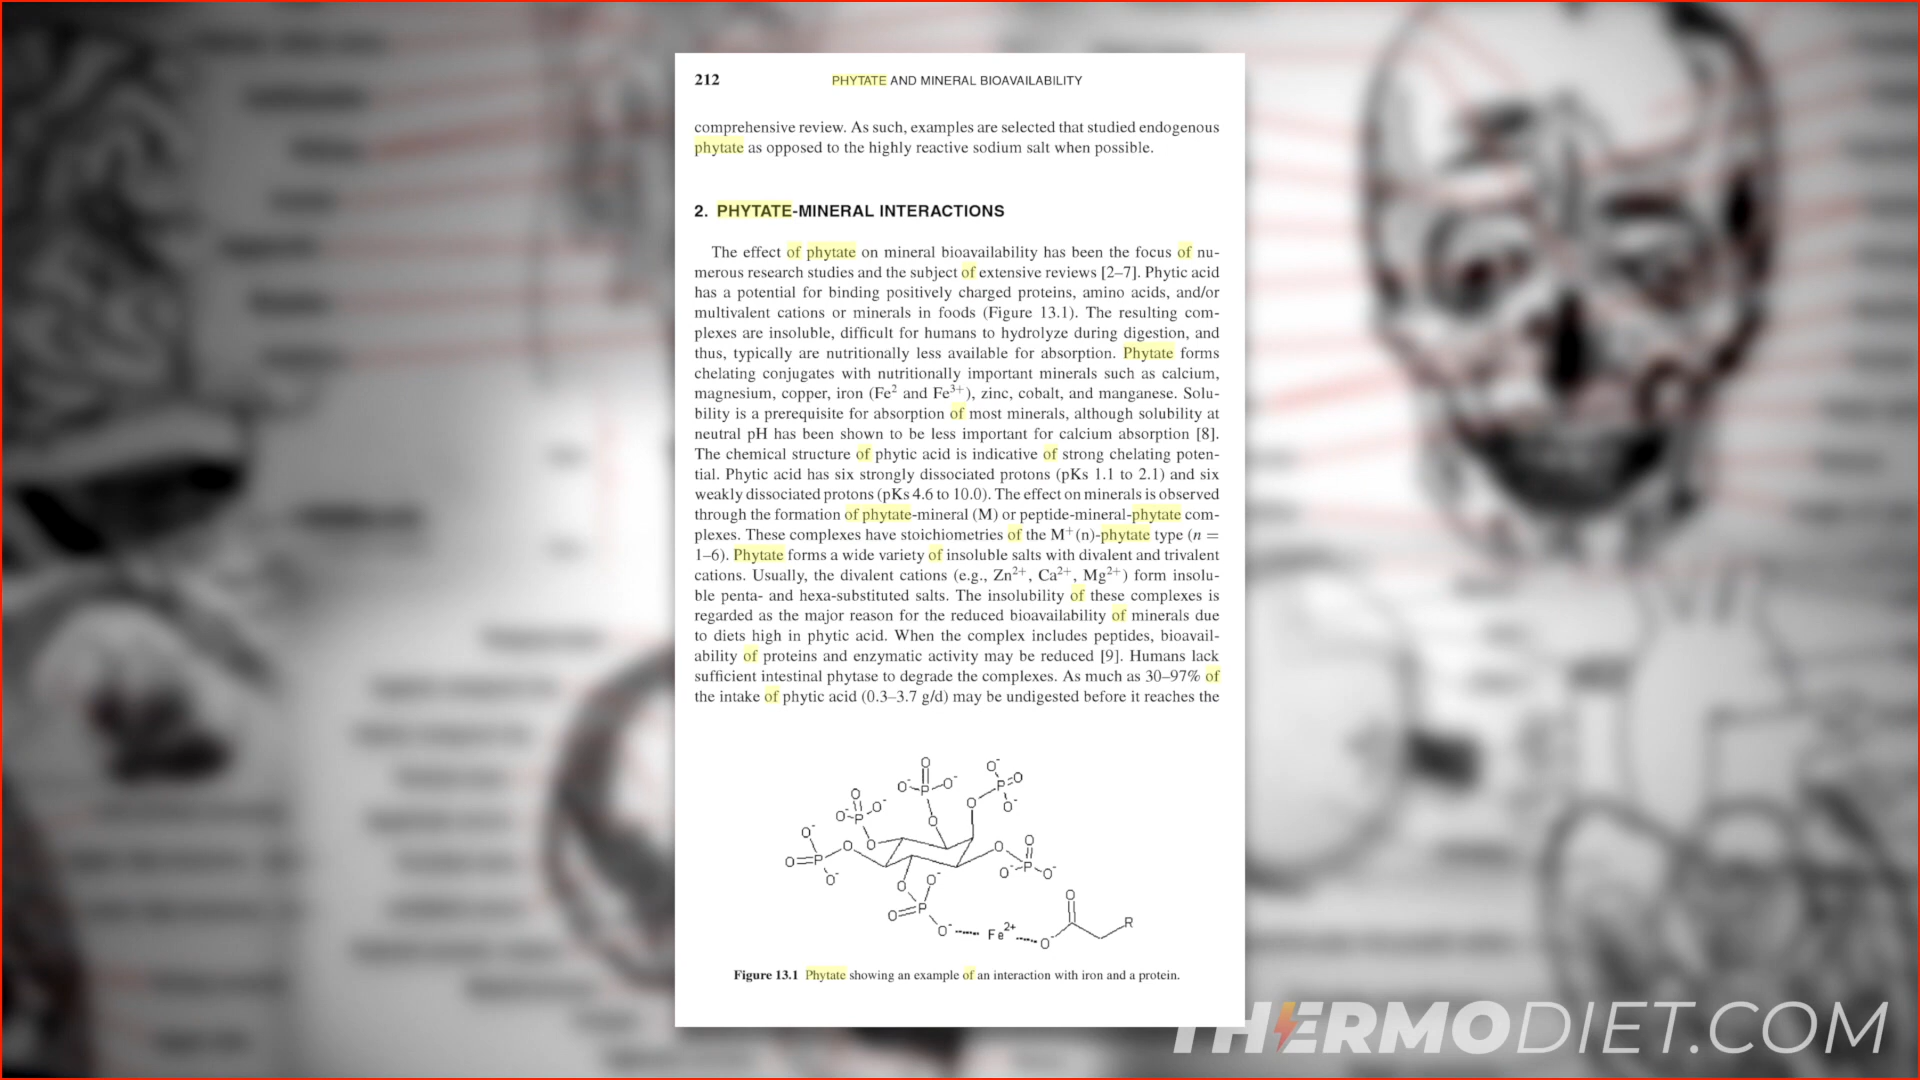 212 PHYTATE AND MINERAL BIOAVAILABILITY
comprehensive review. As such, examples are selected that studied endogenous
phytate as opposed to the highly reactive sodium salt when possible.
2. PHYTATE-MINERAL INTERACTIONS
The effect of phytate on mineral bioavailability has been the focus of nu-
merous research studies and the subject of extensive reviews [2–7]. Phytic acid
has a potential for binding positively charged proteins, amino acids, and/or
multivalent cations or minerals in foods (Figure 13.1). The resulting com-
plexes are insoluble, difficult for humans to hydrolyze during digestion, and
thus, typically are nutritionally less available for absorption. Phytate forms
chelating conjugates with nutritionally important minerals such as calcium,
magnesium, copper, iron (Fe² and Fe³⁺), zinc, cobalt, and manganese. Solu-
bility is a prerequisite for absorption of most minerals, although solubility at
neutral pH has been shown to be less important for calcium absorption [8].
The chemical structure of phytic acid is indicative of strong chelating poten-
tial. Phytic acid has six strongly dissociated protons (pKs 1.1 to 2.1) and six
weakly dissociated protons (pKs 4.6 to 10.0). The effect on minerals is observed
through the formation of phytate-mineral (M) or peptide-mineral-phytate com-
plexes. These complexes have stoichiometries of the M⁺(n)-phytate type (n =
1–6). Phytate forms a wide variety of insoluble salts with divalent and trivalent
cations. Usually, the divalent cations (e.g., Zn²⁺, Ca²⁺, Mg²⁺) form insolu-
ble penta- and hexa-substituted salts. The insolubility of these complexes is
regarded as the major reason for the reduced bioavailability of minerals due
to diets high in phytic acid. When the complex includes peptides, bioavail-
ability of proteins and enzymatic activity may be reduced [9]. Humans lack
sufficient intestinal phytase to degrade the complexes. As much as 30–97% of
the intake of phytic acid (0.3–3.7 g/d) may be undigested before it reaches the
Fe²⁺
R
Figure 13.1 Phytate showing an example of an interaction with iron and a protein.
THERMODIET.COM